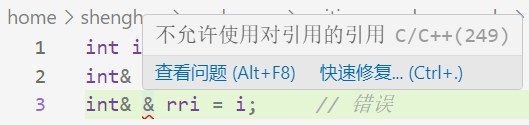 home > shengh
不允许使用对引用的引用 C/C++(249)
1 int i
查看问题 (Alt+F8) 快速修复... (Ctrl+.)
2 int&
3 int& & rri = i; // 错误